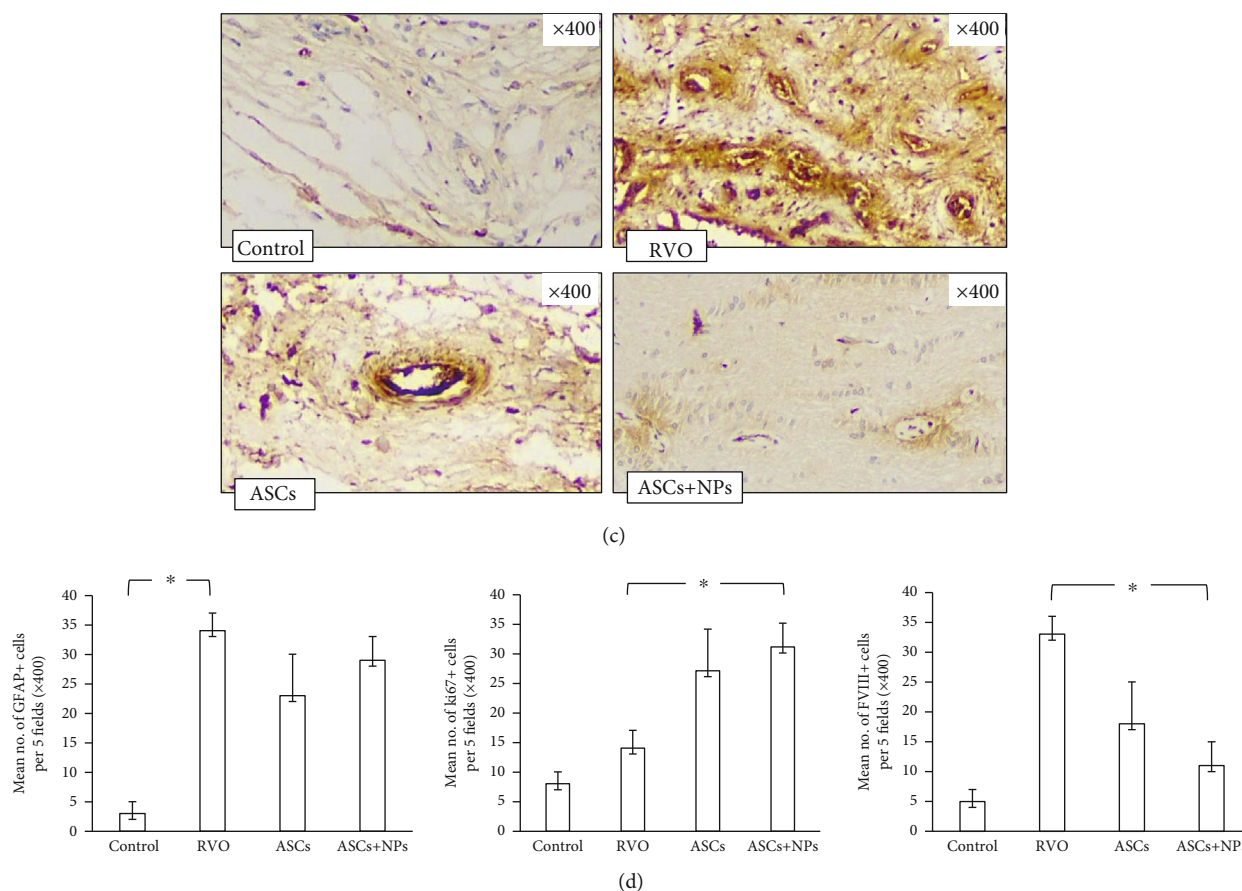 ×400
×400
Control
RVO
×400
×400
ASCs
ASCs+NPs
(c)
Mean no. of GFAP+ cells
per 5 fields (×400)
40
35
30
25
20
15
10
5
0
*
Control RVO ASCs ASCs+NPs
Mean no. of ki67+ cells
per 5 fields (×400)
40
35
30
25
20
15
10
5
0
*
Control RVO ASCs ASCs+NPs
Mean no. of FVIII+ cells
per 5 fields (×400)
40
35
30
25
20
15
10
5
0
*
Control RVO ASCs ASCs+NP
(d)